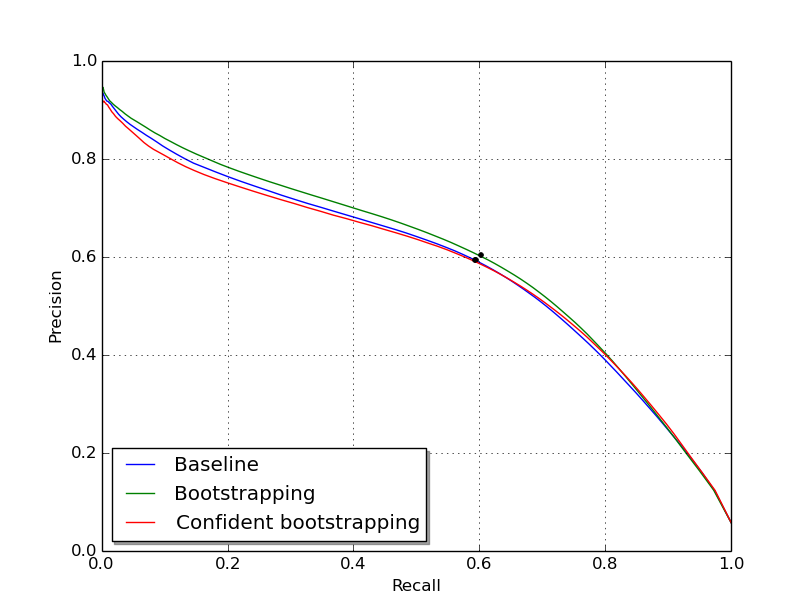 1.0
0.8
0.6
0.4
0.2
0.0
Precision
Baseline
Bootstrapping
Confident bootstrapping
0.0 0.2 0.4 0.6 0.8 1.0
Recall